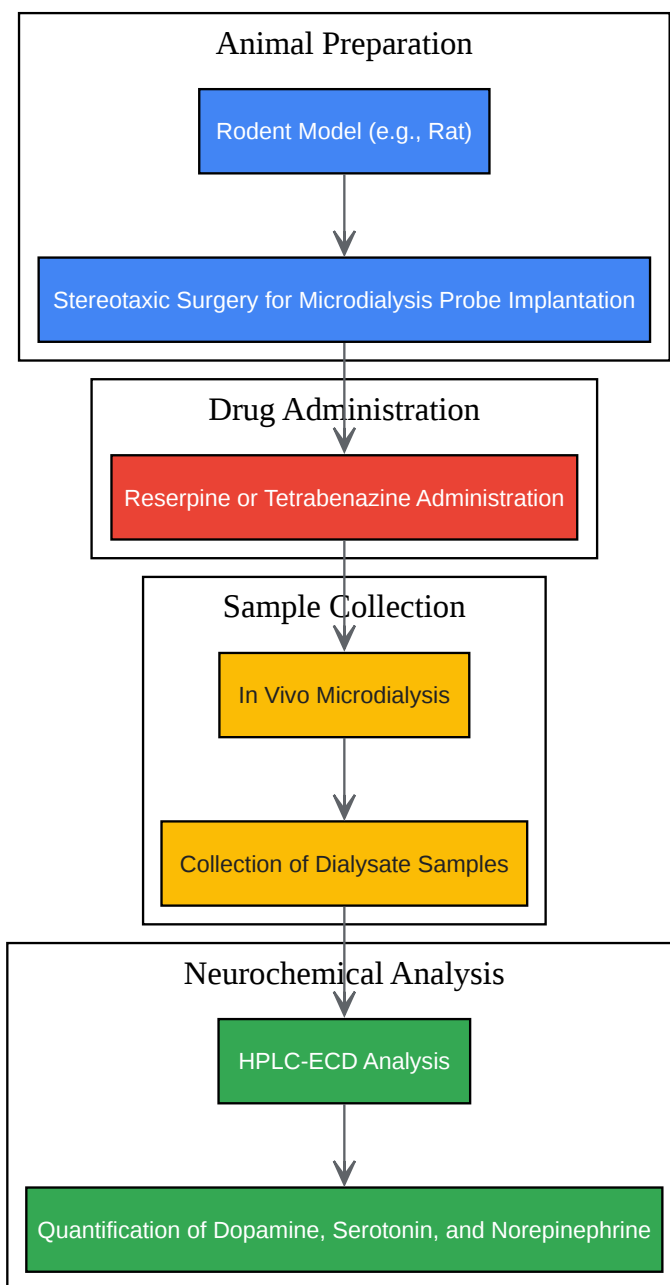 Animal Preparation
Rodent Model (e.g., Rat)
Stereotaxic Surgery for Microdialysis Probe Implantation
Drug Administration
Reserpine or Tetrabenazine Administration
Sample Collection
In Vivo Microdialysis
Collection of Dialysate Samples
Neurochemical Analysis
HPLC-ECD Analysis
Quantification of Dopamine, Serotonin, and Norepinephrine